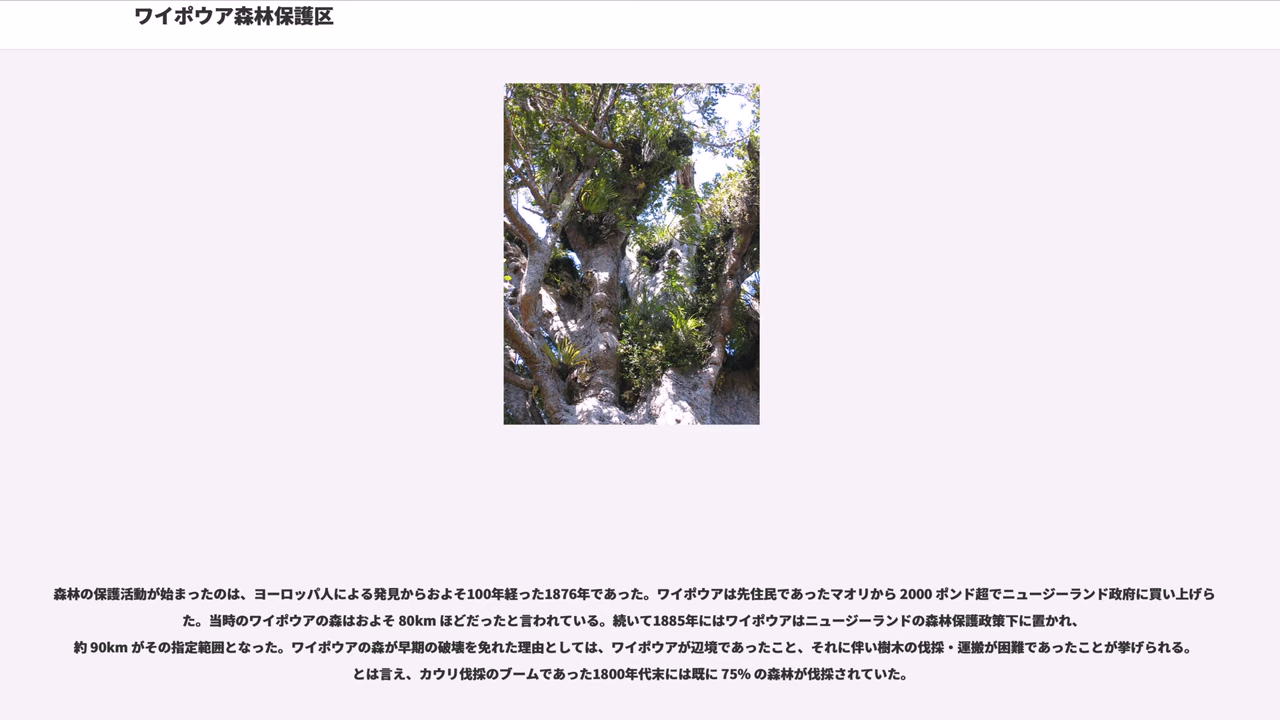 ワイポウア森林保護区
森林の保護活動が始まったのは、ヨーロッパ人による発見からおよそ100年経った1876年であった。ワイポウアは先住民であったマオリから 2000 ポンド超でニュージーランド政府に買い上げら
た。当時のワイポウアの森はおよそ 80km ほどだったと言われている。続いて1885年にはワイポウアはニュージーランドの森林保護政策下に置かれ、
約 90km がその指定範囲となった。ワイポウアの森が早期の破壊を免れた理由としては、ワイポウアが辺境であったこと、それに伴い樹木の伐採・運搬が困難であったことが挙げられる。
とは言え、カウリ伐採のブームであった1800年代末には既に 75% の森林が伐採されていた。